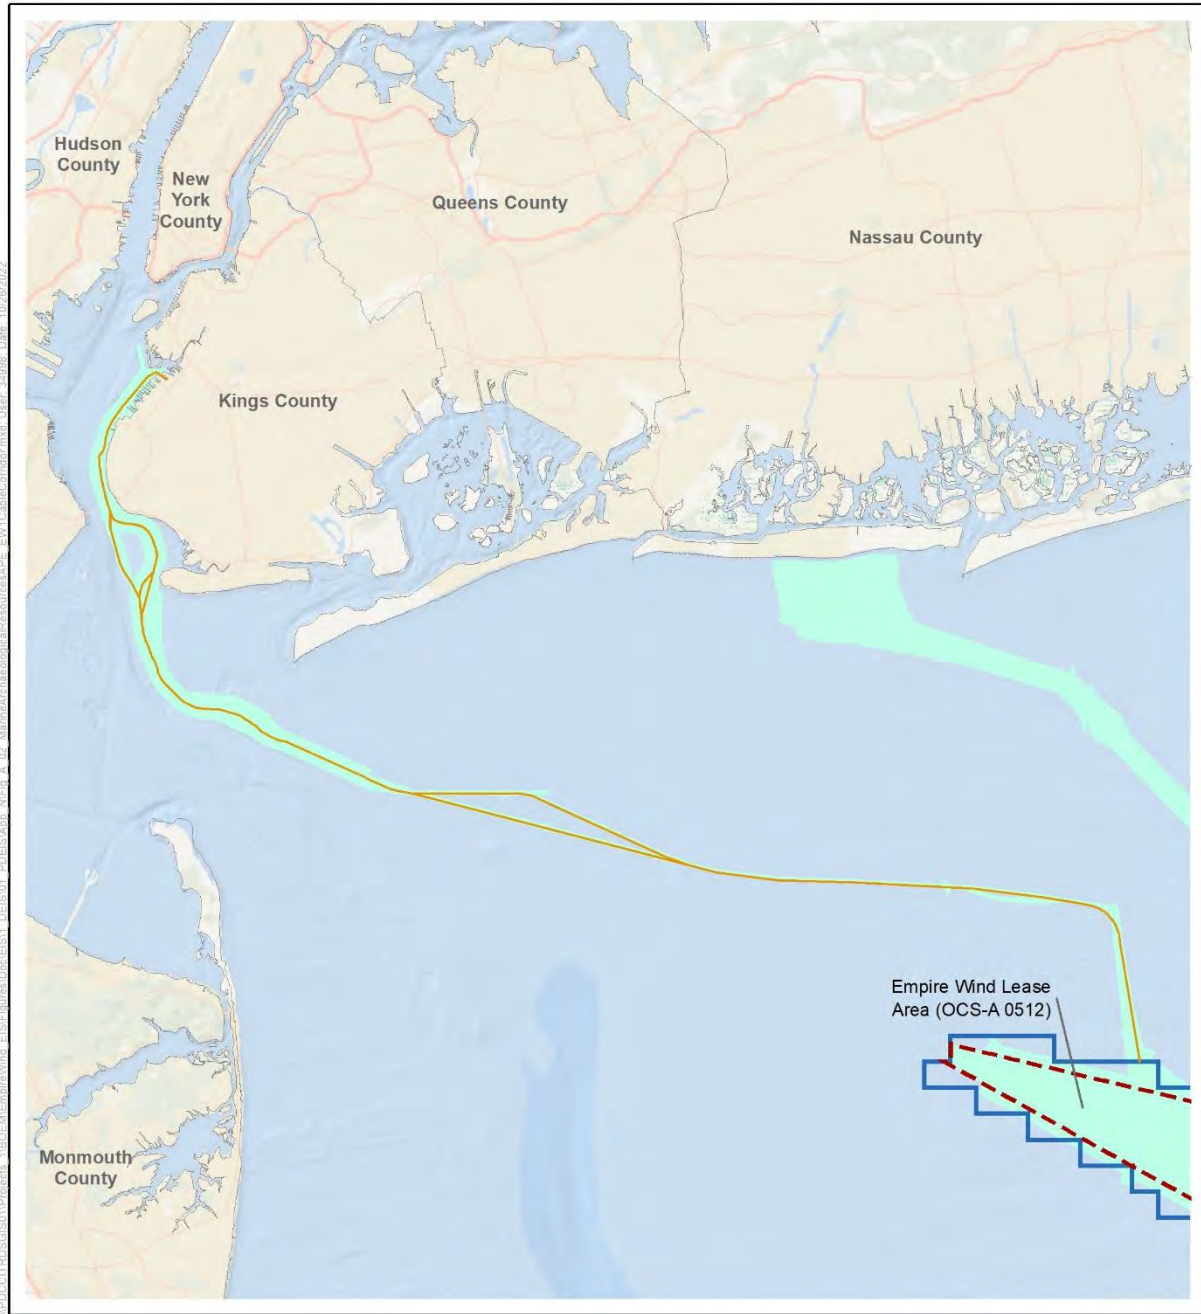 Hudson
County
New
York
County
Queens County
Nassau County
Kings County
Empire Wind Lease
Area (OCS-A 0512)
Monmouth
County